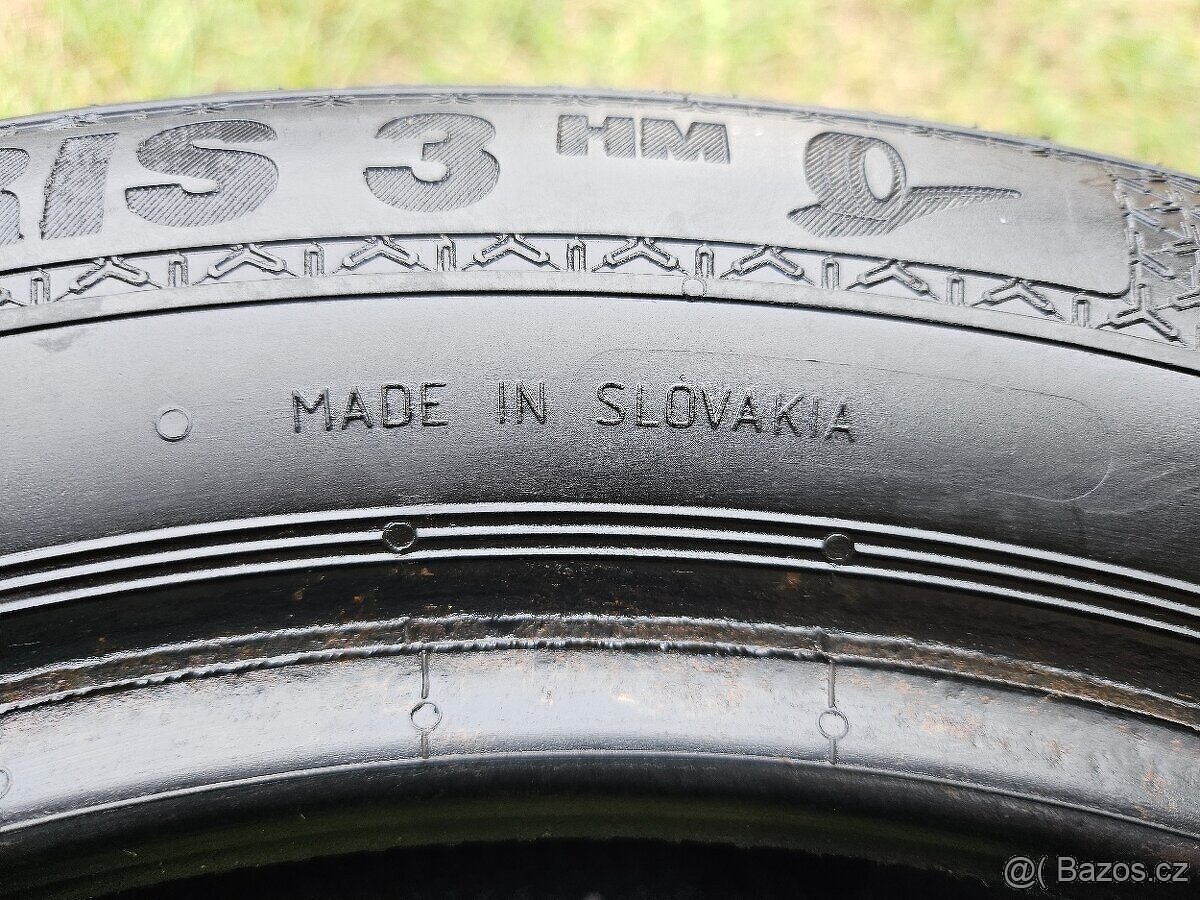 RIS 3 HM
MADE IN SLOVAKIA
@( Bazos.cz